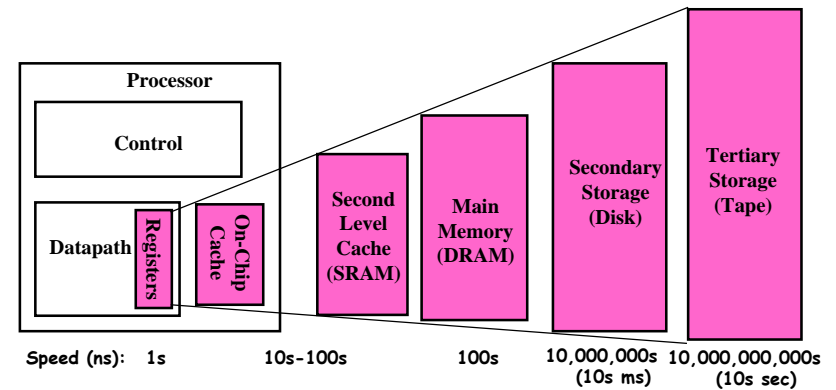 Processor
Control
Datapath
Registers
On-Chip
Cache
Second
Level
Cache
(SRAM)
Main
Memory
(DRAM)
Secondary
Storage
(Disk)
Tertiary
Storage
(Tape)
Speed (ns): 1s 10s-100s 100s 10,000,000s 10,000,000,000s
(10s ms) (10s sec)